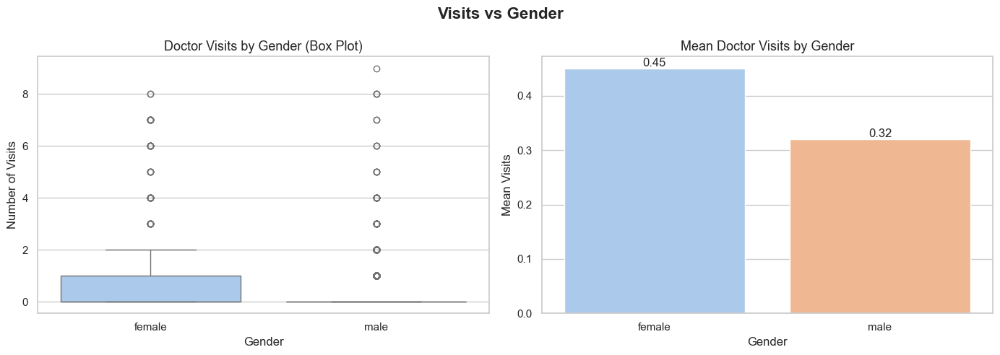 Visits vs Gender
Doctor Visits by Gender (Box Plot)
Number of Visits
8
6
4
2
0
female male
Gender
Mean Doctor Visits by Gender
Mean Visits
0.4
0.3
0.2
0.1
0.0
0.45
0.32
female male
Gender